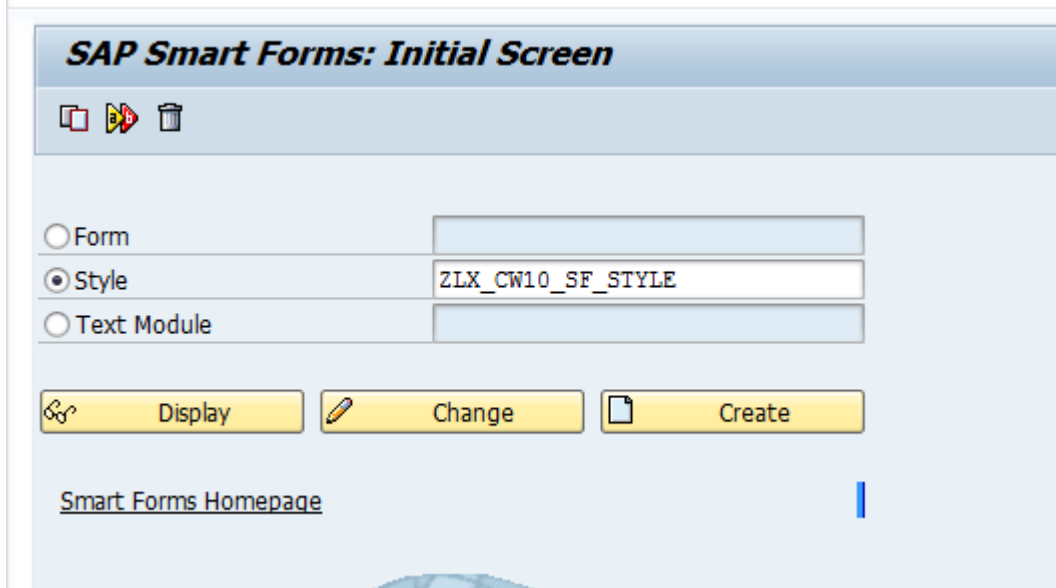 SAP Smart Forms: Initial Screen
Form
Style ZLX_CW10_SF_STYLE
Text Module
Display Change Create
Smart Forms Homepage